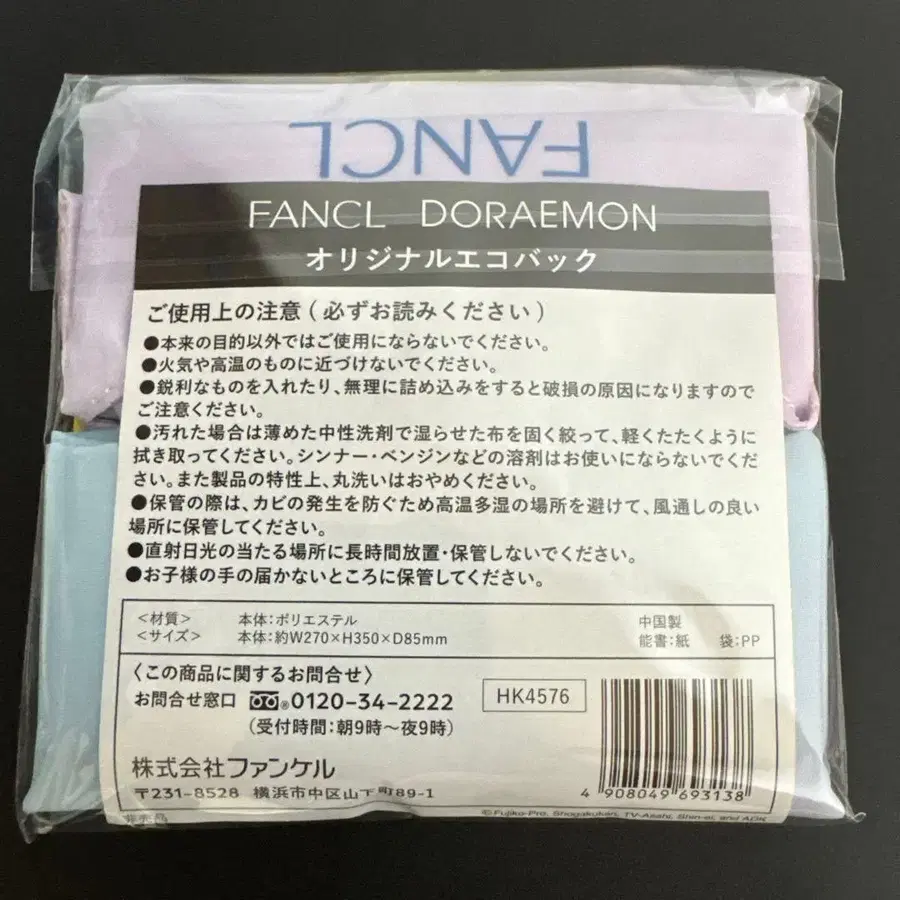 FANCL
FANCL DORAEMON
オリジナルエコバック
ご使用上の注意(必ずお読みください)
●本来の目的以外ではご使用にならないでください。
●火気や高温のものに近づけないでください。
●鋭利なものを入れたり、無理に詰め込みをすると破損の原因になりますので
ご注意ください。
●汚れた場合は薄めた中性洗剤で湿らせた布を固く絞って、軽くたたくように
拭き取ってください。シンナー・ベンジンなどの溶剤はお使いにならないでくだ
さい。また製品の特性上、丸洗いはおやめください。
●保管の際は、カビの発生を防ぐため高温多湿の場所を避けて、風通しの良い
場所に保管してください。
●直射日光の当たる場所に長時間放置・保管しないでください。
●お子様の手の届かないところに保管してください。
<材質> 本体:ポリエステル 中国製
<サイズ> 本体:約W270×H350×D85mm 能書:紙 袋:PP
〈この商品に関するお問合せ〉
お問合せ窓口 0120-34-2222 HK4576
(受付時間:朝9時～夜9時)
株式会社ファンケル
〒231-8528 横浜市中区山下町89-1
4 908049 693138
非売品
©Fujiko-Pro, Shogakukan, TV-Asahi, Shin-ei, and ADK